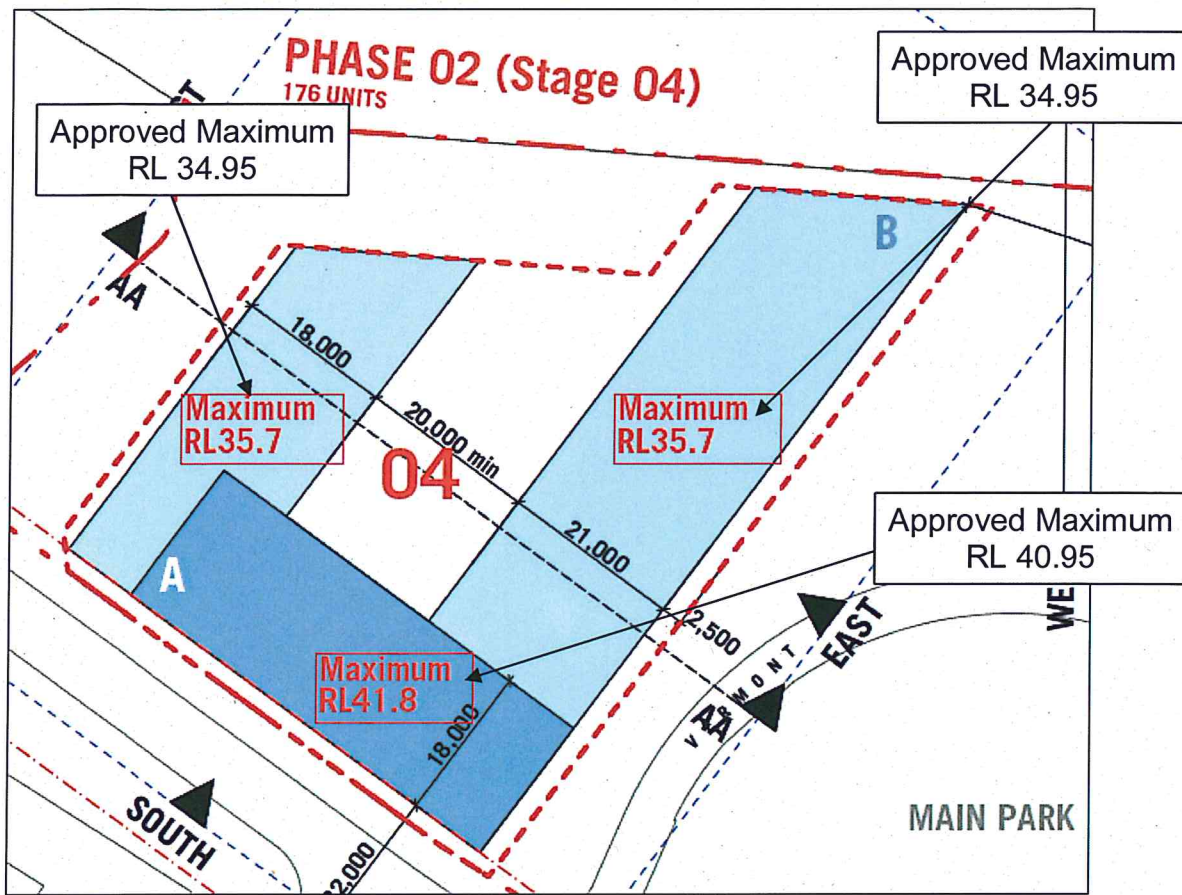 PHASE 02 (Stage 04)
176 UNITS
Approved Maximum
RL 34.95
Approved Maximum
RL 34.95
B
AA
18,000
Maximum
RL35.7
20,000 min
04
Maximum
RL35.7
21,000
Approved Maximum
RL 40.95
A
2,500
EAST
WE
Maximum
RL41.8
18,000
AA
SOUTH
MAIN PARK